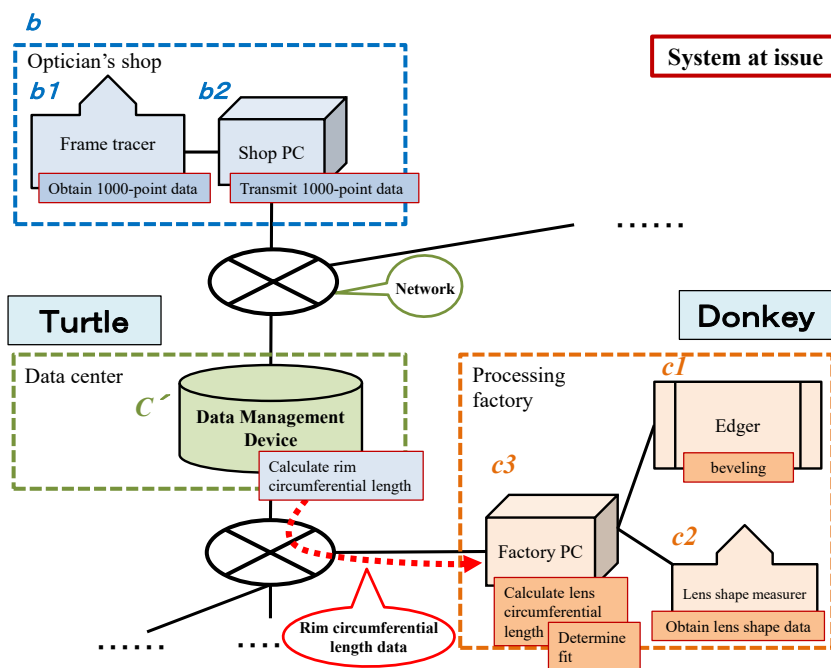 b
Optician's shop
System at issue
b1
b2
Frame tracer
Shop PC
Obtain 1000-point data
Transmit 1000-point data
......
Network
Turtle
Donkey
Data center
Processing
factory
c1
C´
Data Management
Device
Edger
beveling
Calculate rim
circumferential length
c3
c2
Factory PC
Lens shape measurer
Calculate lens
circumferential
length
Obtain lens shape data
Determine
fit
Rim circumferential
length data
......
......